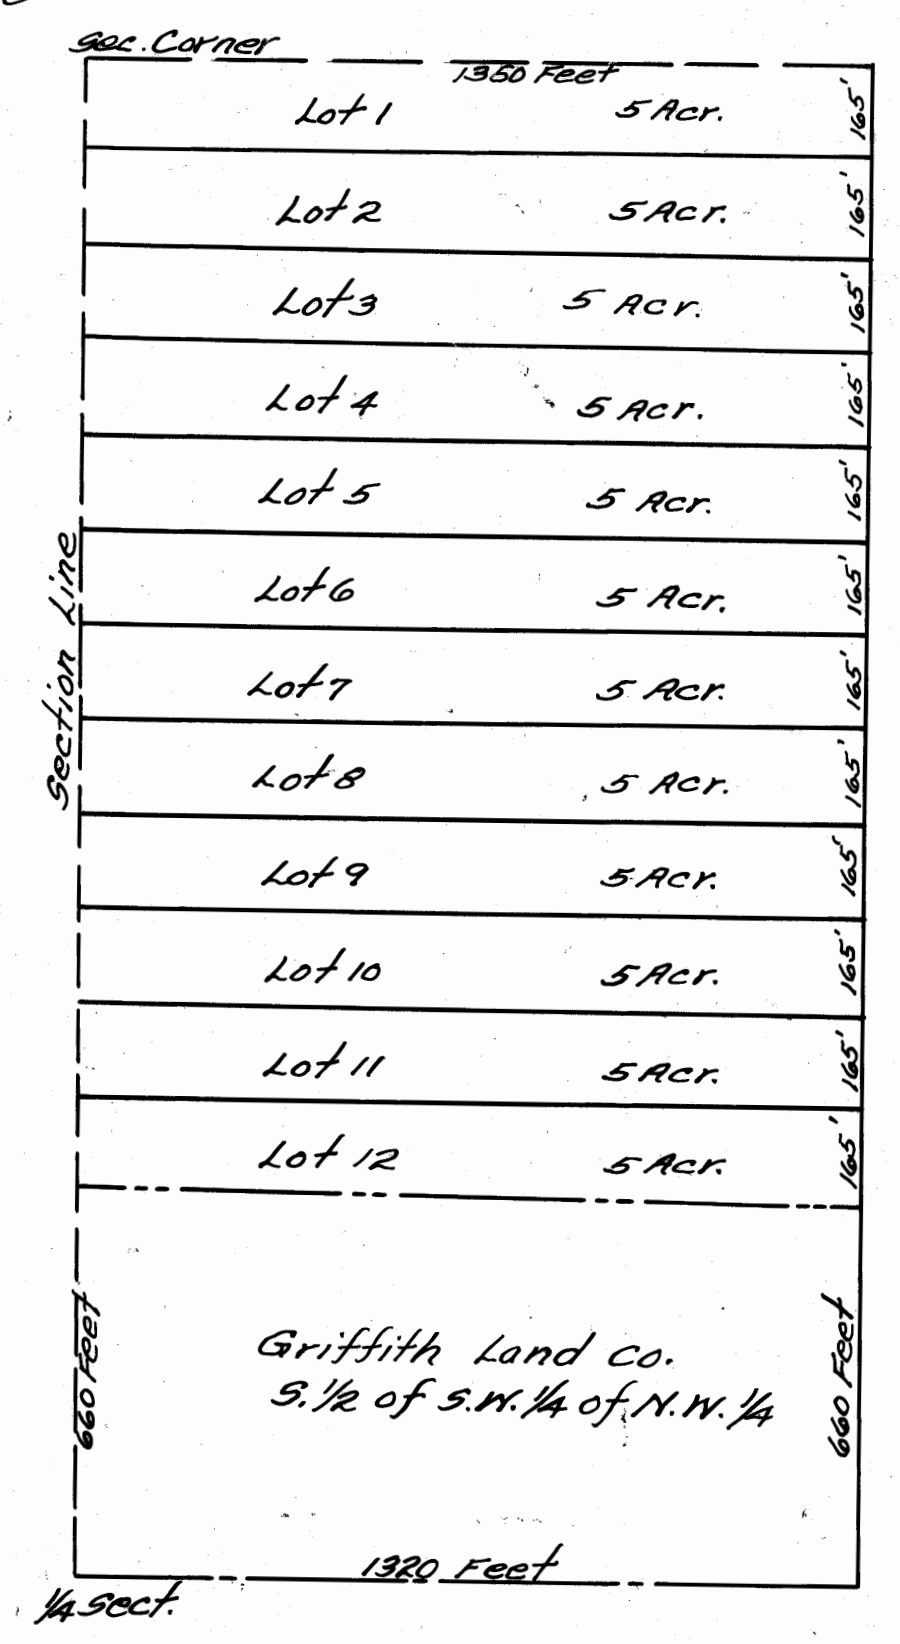 Sec. Corner
1350 Feet
Lot 1 5 Acr. 165'
Lot 2 5 Acr. 165'
Lot 3 5 Acr. 165'
Lot 4 5 Acr. 165'
Lot 5 5 Acr. 165'
Lot 6 5 Acr. 165'
Lot 7 5 Acr. 165'
Lot 8 5 Acr. 165'
Lot 9 5 Acr. 165'
Lot 10 5 Acr. 165'
Lot 11 5 Acr. 165'
Lot 12 5 Acr. 165'
Section Line
660 Feet
Griffith Land Co.
S. 1/2 of S.W. 1/4 of N.W. 1/4
660 Feet
1320 Feet
1/4 Sect.